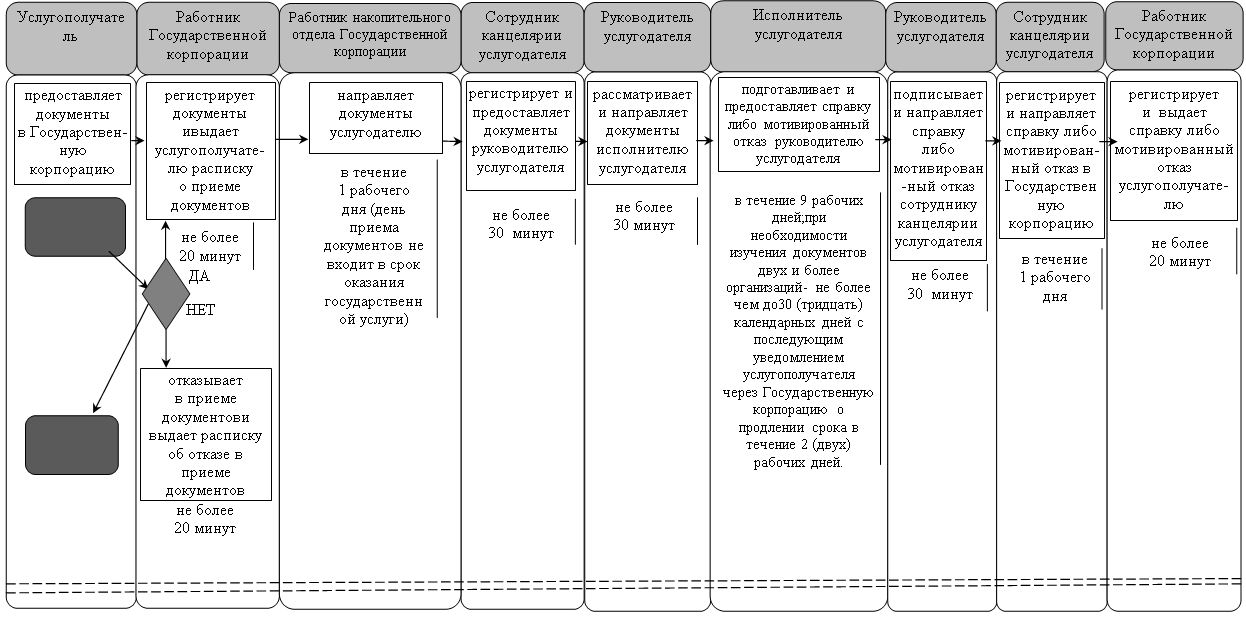 Услугополучате
ль
Работник
Государственной
корпорации
Работник накопительного
отдела Государственной
корпорации
Сотрудник
канцелярии
услугодателя
Руководитель
услугодателя
Исполнитель
услугодателя
Руководитель
услугодателя
Сотрудник
канцелярии
услугодателя
Работник
Государственной
корпорации
предоставляет
документы
в Государствен-
ную
корпорацию
регистрирует
документы
ивыдает
услугополучате-
лю расписку
о приеме
документов
не более
20 минут
ДА
НЕТ
отказывает
в приеме
документови
выдает расписку
об отказе в
приеме
документов
не более
20 минут
направляет
документы
услугодателю
в течение
1 рабочего
дня (день
приема
документов не
входит в срок
оказания
государственн
ой услуги)
регистрирует и
предоставляет
документы
руководителю
услугодателя
не более
30 минут
рассматривает
и направляет
документы
исполнителю
услугодателя
не более
30 минут
подготавливает и
предоставляет справку
либо мотивированный
отказ руководителю
услугодателя
в течение 9 рабочих
дней,при
необходимости
изучения документов
двух и более
организаций- не более
чем до30 (тридцать)
календарных дней с
последующим
уведомлением
услугополучателя
через Государственную
корпорацию о
продлении срока в
течение 2 (двух)
рабочих дней.
подписывает
и направляет
справку
либо
мотивирован
-ный отказ
сотруднику
канцелярии
услугодателя
не более
30 минут
регистрирует
и направляет
справку либо
мотивирован-
ный отказ в
Государствен
ную
корпорацию
в течение
1 рабочего
дня
регистрирует
и выдает
справку либо
мотивированный
отказ
услугополучате-
лю
не более
20 минут